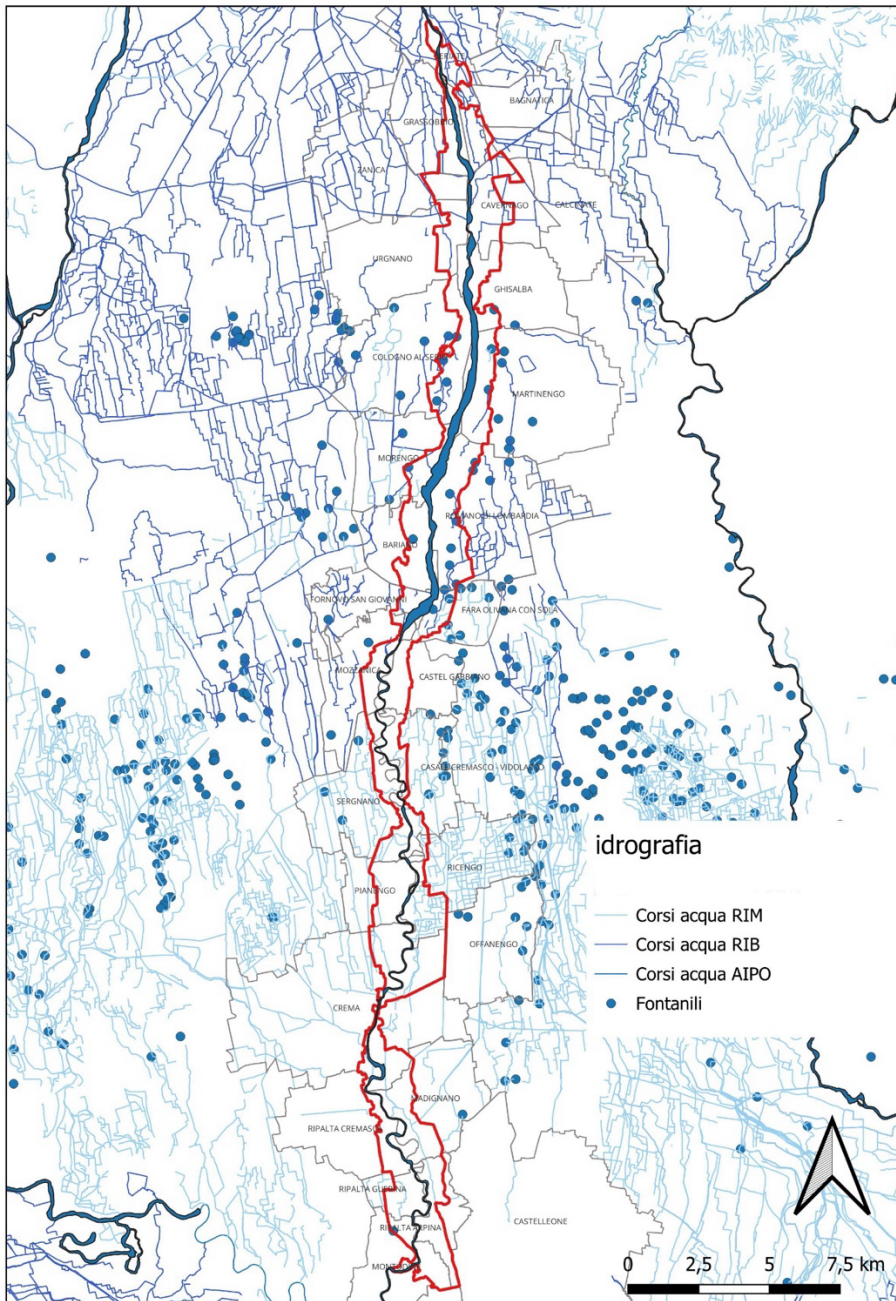 SERIATE
BAGNATICA
GRASSOBBIO
ZANICA
CAVERNAGO
CALCINATE
URGNANO
GHISALBA
COLOGNO AL SERIO
MARTINENGO
MORENGO
ROMANO DI LOMBARDIA
BARIANO
FORNOVO SAN GIOVANNI
FARA OLIVANA CON SOLA
MOZZANICA
CASTEL GABBIANO
CASALE CREMASCO - VIDOLASCO
SERGNANO
idrografia
RICENGO
PIANENGO
Corsi acqua RIM
OFFANENGO
Corsi acqua RIB
Corsi acqua AIPO
Fontanili
CREMA
MADIGNANO
RIPALTA CREMASCA
RIPALTA GUERINA
CASTELLEONE
RIPALTA ARPINA
MONTODINE
0 2,5 5 7,5 km